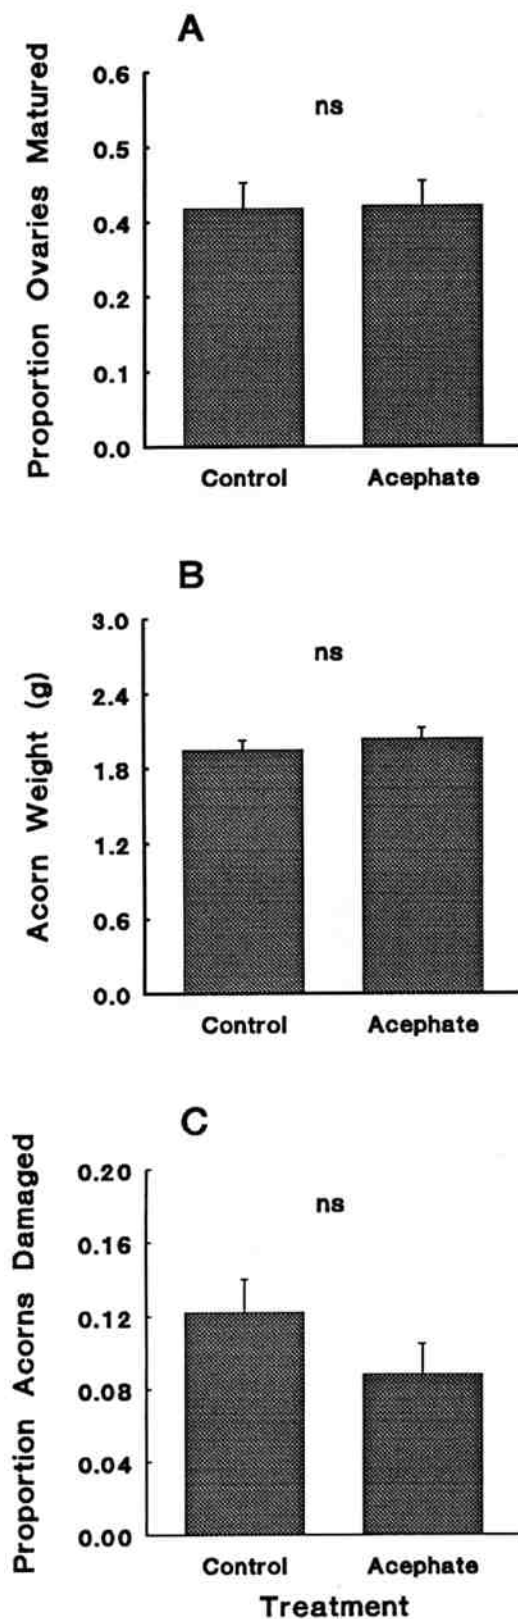 A
Proportion Ovaries Matured
0.6
ns
0.5
0.4
0.2
0.1
0.0
Control Acephate
B
Acorn Weight (g)
3.0
ns
2.4
1.8
1.2
0.6
0.0
Control Acephate
C
Proportion Acorns Damaged
0.20
ns
0.16
0.12
0.08
0.04
0.00
Control Acephate
Treatment